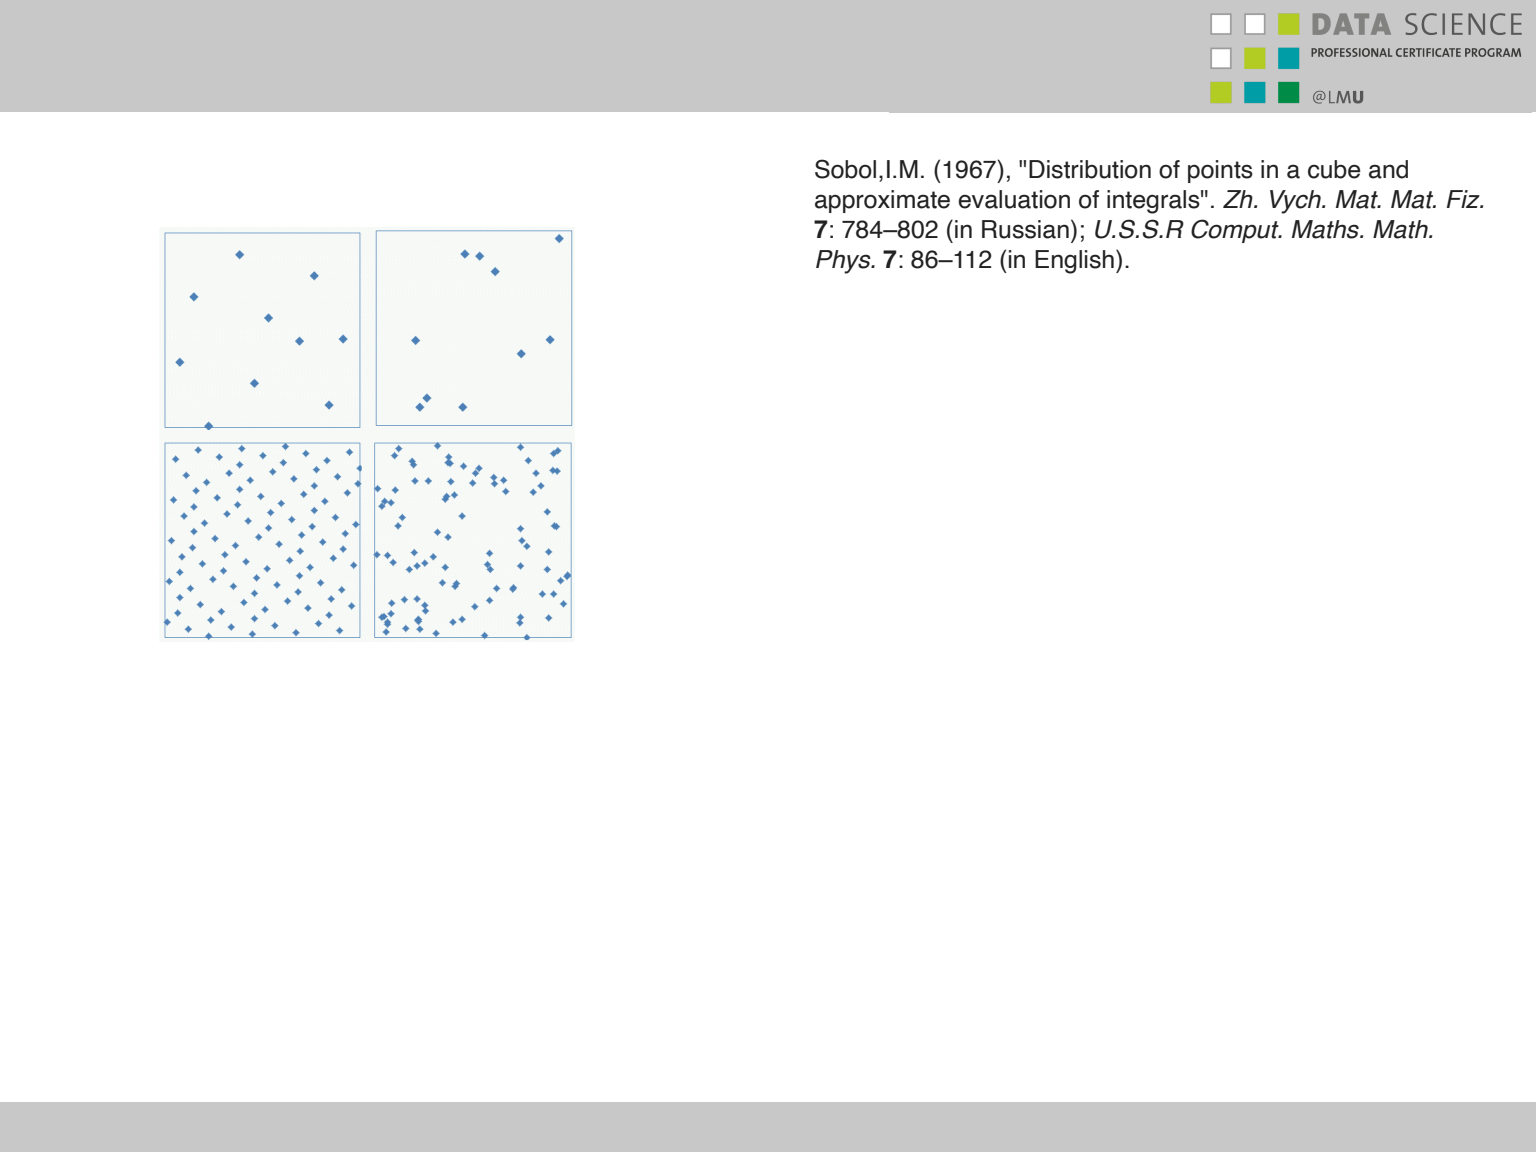 DATA SCIENCE
PROFESSIONAL CERTIFICATE PROGRAM
@LMU
Sobol,I.M. (1967), "Distribution of points in a cube and
approximate evaluation of integrals". Zh. Vych. Mat. Mat. Fiz.
7: 784–802 (in Russian); U.S.S.R Comput. Maths. Math.
Phys. 7: 86–112 (in English).